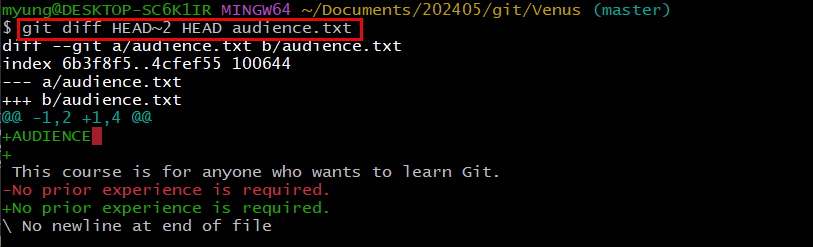 myung@DESKTOP-SC6K1IR MINGW64 ~/Documents/202405/git/Venus (master)
$ git diff HEAD~2 HEAD audience.txt
diff --git a/audience.txt b/audience.txt
index 6b3f8f5..4cfef55 100644
--- a/audience.txt
+++ b/audience.txt
@@ -1,2 +1,4 @@
+AUDIENCE
+
 This course is for anyone who wants to learn Git.
-No prior experience is required.
+No prior experience is required.
\ No newline at end of file